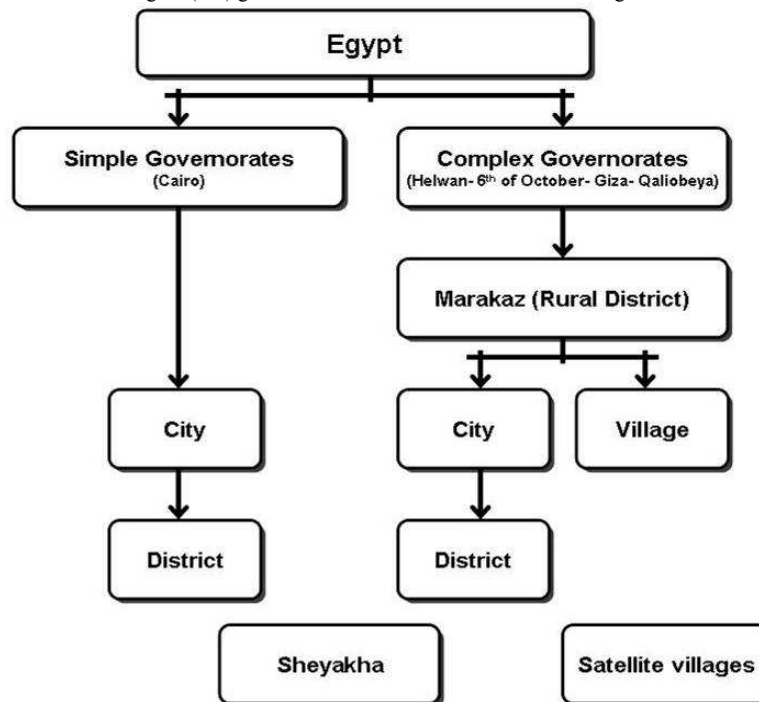 Egypt
Simple Governorates
(Cairo)
Complex Governorates
(Helwan- 6th of October- Giza- Qaliobeya)
Marakaz (Rural District)
City
City
Village
District
District
Sheyakha
Satellite villages